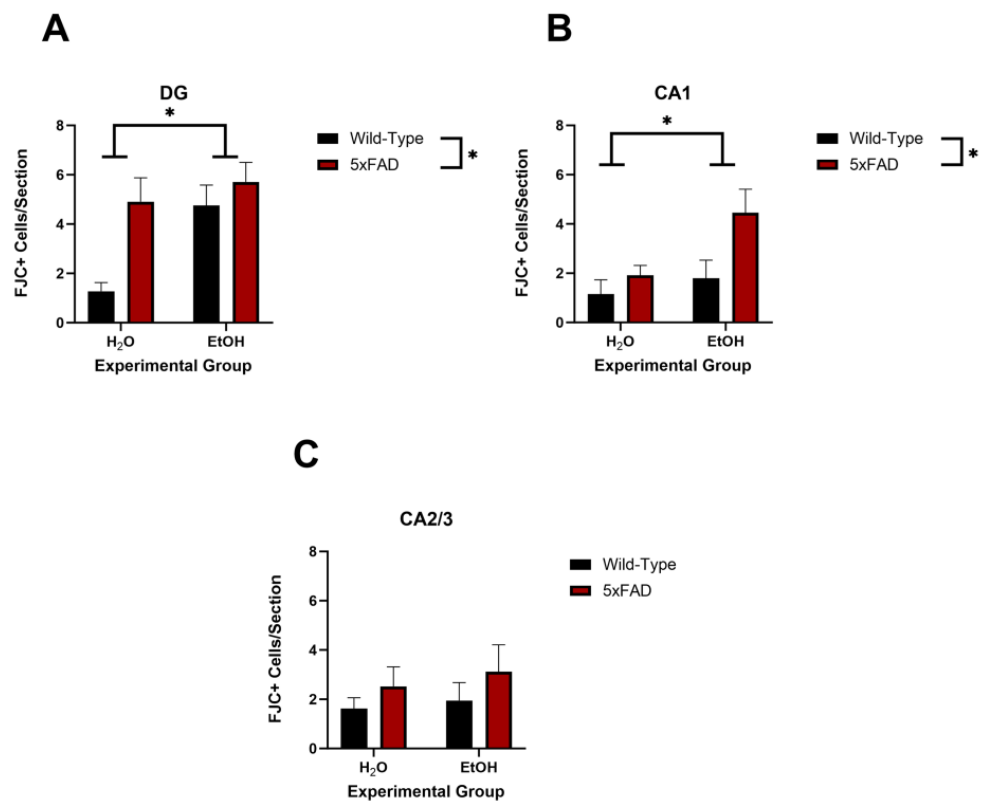 A
DG
*
8
6
4
2
0
FJC+ Cells/Section
H₂O
EtOH
Experimental Group
Wild-Type
5xFAD
*
B
CA1
*
8
6
4
2
0
FJC+ Cells/Section
H₂O
EtOH
Experimental Group
Wild-Type
5xFAD
*
C
CA2/3
8
6
4
2
0
FJC+ Cells/Section
H₂O
EtOH
Experimental Group
Wild-Type
5xFAD